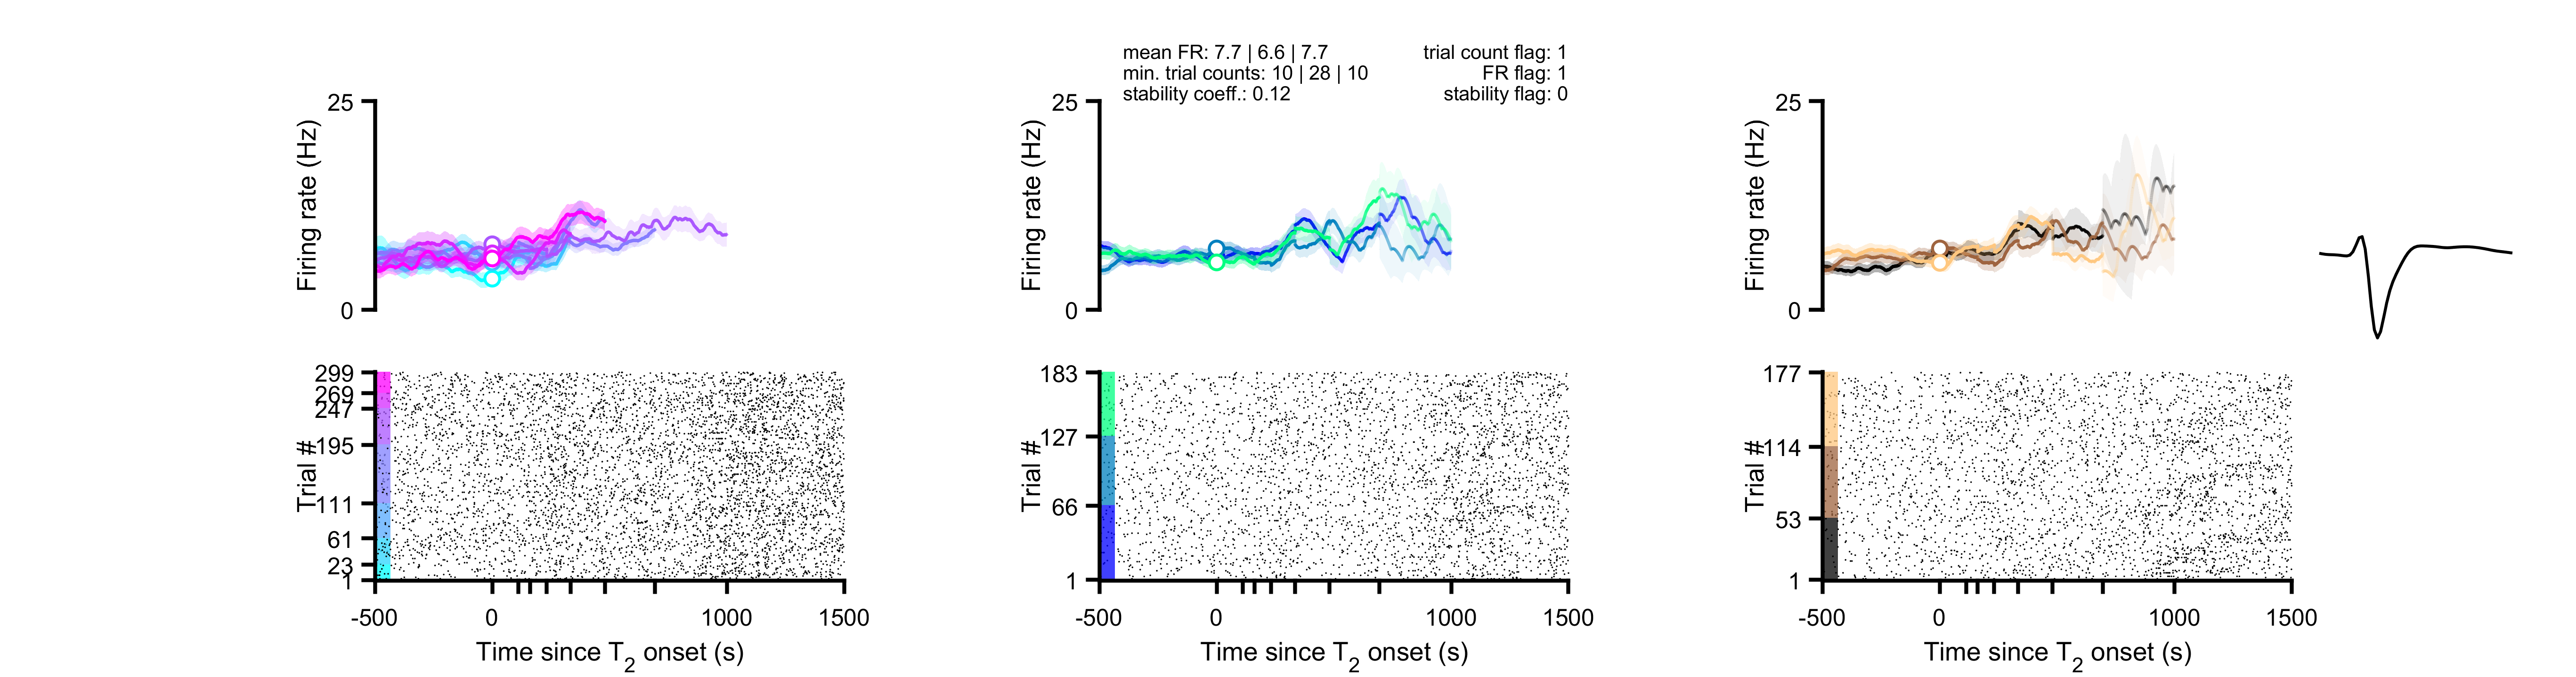 mean FR: 7.7 | 6.6 | 7.7
min. trial counts: 10 | 28 | 10
stability coeff.: 0.12
trial count flag: 1
FR flag: 1
stability flag: 0
25
0
Firing rate (Hz)
25
0
Firing rate (Hz)
25
0
Firing rate (Hz)
299
269
247
195
111
61
23
1
Trial #
-500
0
1000
1500
Time since T2 onset (s)
183
127
66
1
Trial #
-500
0
1000
1500
Time since T2 onset (s)
177
114
53
1
Trial #
-500
0
1000
1500
Time since T2 onset (s)